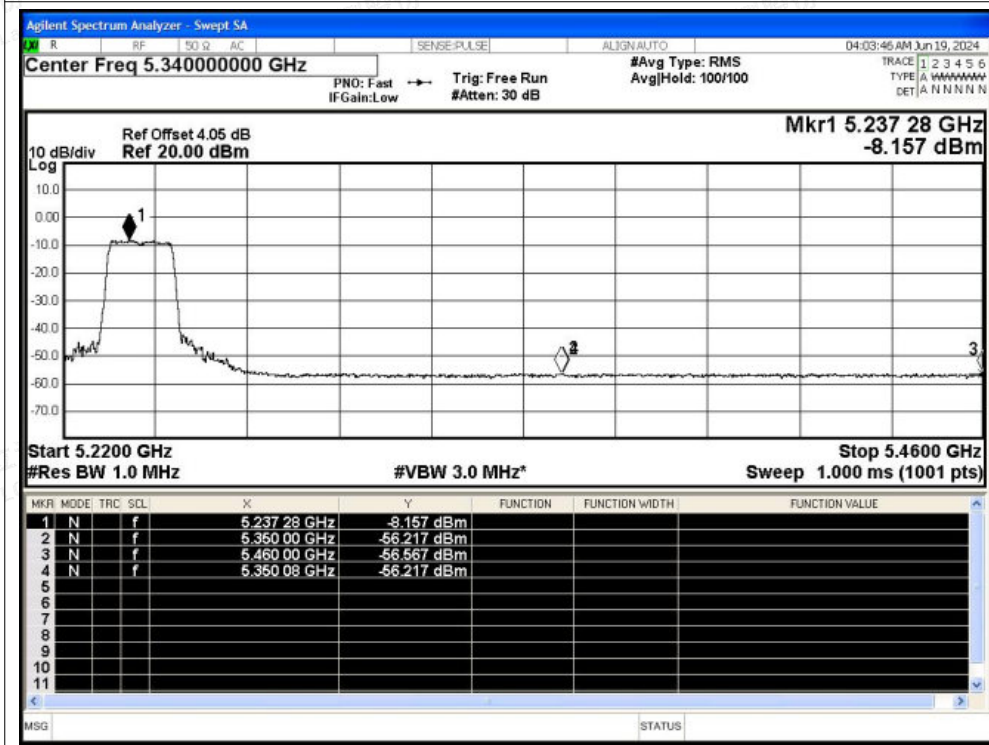 Agilent Spectrum Analyzer - Swept SA
LXI R RF 50 Ω AC SENSE:PULSE ALIGN AUTO 04:03:46 AM Jun 19, 2024
Center Freq 5.340000000 GHz
PNO: Fast
IFGain:Low
Trig: Free Run
#Atten: 30 dB
#Avg Type: RMS
Avg|Hold: 100/100
TRACE 1 2 3 4 5 6
TYPE A WWWWWW
DET A N N N N N
Mkr1 5.237 28 GHz
-8.157 dBm
Ref Offset 4.05 dB
10 dB/div Ref 20.00 dBm
Log
10.0
0.00
-10.0
-20.0
-30.0
-40.0
-50.0
-60.0
-70.0
1
2
3
Start 5.2200 GHz Stop 5.4600 GHz
#Res BW 1.0 MHz #VBW 3.0 MHz* Sweep 1.000 ms (1001 pts)
MKR MODE TRC SCL X Y FUNCTION FUNCTION WIDTH FUNCTION VALUE
1 N f 5.237 28 GHz -8.157 dBm
2 N f 5.350 00 GHz -56.217 dBm
3 N f 5.460 00 GHz -56.567 dBm
4 N f 5.350 08 GHz -56.217 dBm
5
6
7
8
9
10
11
MSG STATUS